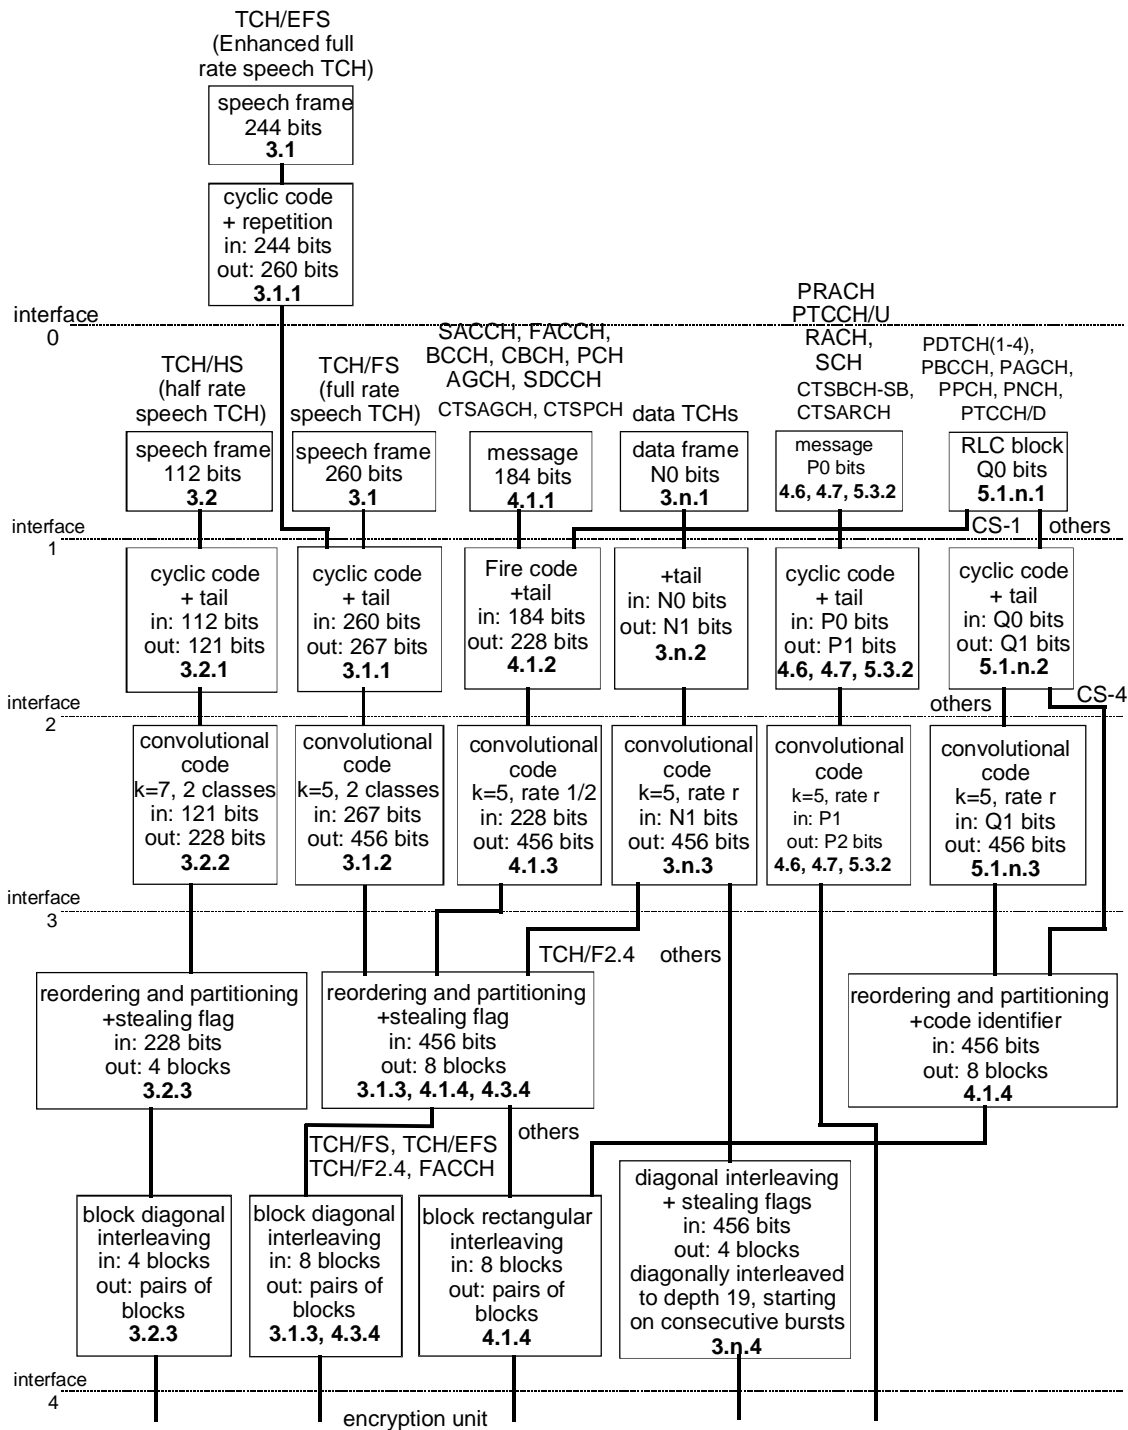 TCH/EFS
(Enhanced full
rate speech TCH)
speech frame
244 bits
3.1
cyclic code
+ repetition
in: 244 bits
out: 260 bits
3.1.1
interface
0
TCH/HS
(half rate
speech TCH)
TCH/FS
(full rate
speech TCH)
SACCH, FACCH,
BCCH, CBCH, PCH
AGCH, SDCCH
CTSAGCH, CTSPCH
data TCHs
PRACH
PTCCH/U
RACH,
SCH
CTSBCH-SB,
CTSARCH
PDTCH(1-4),
PBCCH, PAGCH,
PPCH, PNCH,
PTCCH/D
speech frame
112 bits
3.2
speech frame
260 bits
3.1
message
184 bits
4.1.1
data frame
N0 bits
3.n.1
message
P0 bits
4.6, 4.7, 5.3.2
RLC block
Q0 bits
5.1.n.1
interface
1
CS-1
others
cyclic code
+ tail
in: 112 bits
out: 121 bits
3.2.1
cyclic code
+ tail
in: 260 bits
out: 267 bits
3.1.1
Fire code
+tail
in: 184 bits
out: 228 bits
4.1.2
+tail
in: N0 bits
out: N1 bits
3.n.2
cyclic code
+ tail
in: P0 bits
out: P1 bits
4.6, 4.7, 5.3.2
cyclic code
+ tail
in: Q0 bits
out: Q1 bits
5.1.n.2
interface
2
others
CS-4
convolutional
code
k=7, 2 classes
in: 121 bits
out: 228 bits
3.2.2
convolutional
code
k=5, 2 classes
in: 267 bits
out: 456 bits
3.1.2
convolutional
code
k=5, rate 1/2
in: 228 bits
out: 456 bits
4.1.3
convolutional
code
k=5, rate r
in: N1 bits
out: 456 bits
3.n.3
convolutional
code
k=5, rate r
in: P1
out: P2 bits
4.6, 4.7, 5.3.2
convolutional
code
k=5, rate r
in: Q1 bits
out: 456 bits
5.1.n.3
interface
3
TCH/F2.4
others
reordering and partitioning
+stealing flag
in: 228 bits
out: 4 blocks
3.2.3
reordering and partitioning
+stealing flag
in: 456 bits
out: 8 blocks
3.1.3, 4.1.4, 4.3.4
reordering and partitioning
+code identifier
in: 456 bits
out: 8 blocks
4.1.4
TCH/FS, TCH/EFS
TCH/F2.4, FACCH
others
block diagonal
interleaving
in: 4 blocks
out: pairs of
blocks
3.2.3
block diagonal
interleaving
in: 8 blocks
out: pairs of
blocks
3.1.3, 4.3.4
block rectangular
interleaving
in: 8 blocks
out: pairs of
blocks
4.1.4
diagonal interleaving
+ stealing flags
in: 456 bits
out: 4 blocks
diagonally interleaved
to depth 19, starting
on consecutive bursts
3.n.4
interface
4
encryption unit